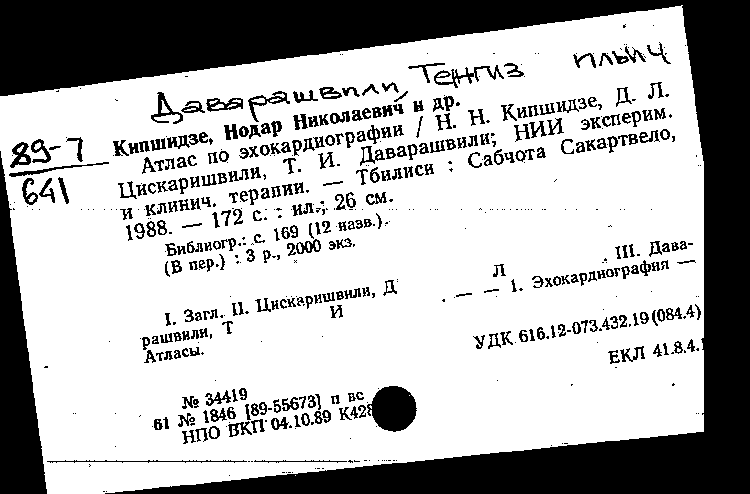 Даварашвили, Тенгиз Ильич
89-7
641
Кипшидзе, Нодар Николаевич и др.
Атлас по эхокардиографии / Н. Н. Кипшидзе, Д. Л.
Цискаришвили, Т. И. Даварашвили; НИИ эксперим.
и клинич. терапии. — Тбилиси : Сабчота Сакартвело,
1988. — 172 с. : ил.; 26 см.
Библиогр.: с. 169 (12 назв.).
(В пер.) : 3 р., 2000 экз.
I. Загл. II. Цискаришвили, Д Л . III. Дава-
рашвили, Т И . — — 1. Эхокардиография —
Атласы.
УДК 616.12-073.432.19(084.4)
ЕКЛ 41.8.4.1
№ 34419
61 № 1846 [89-55673] п вс
НПО ВКП 04.10.89 К428